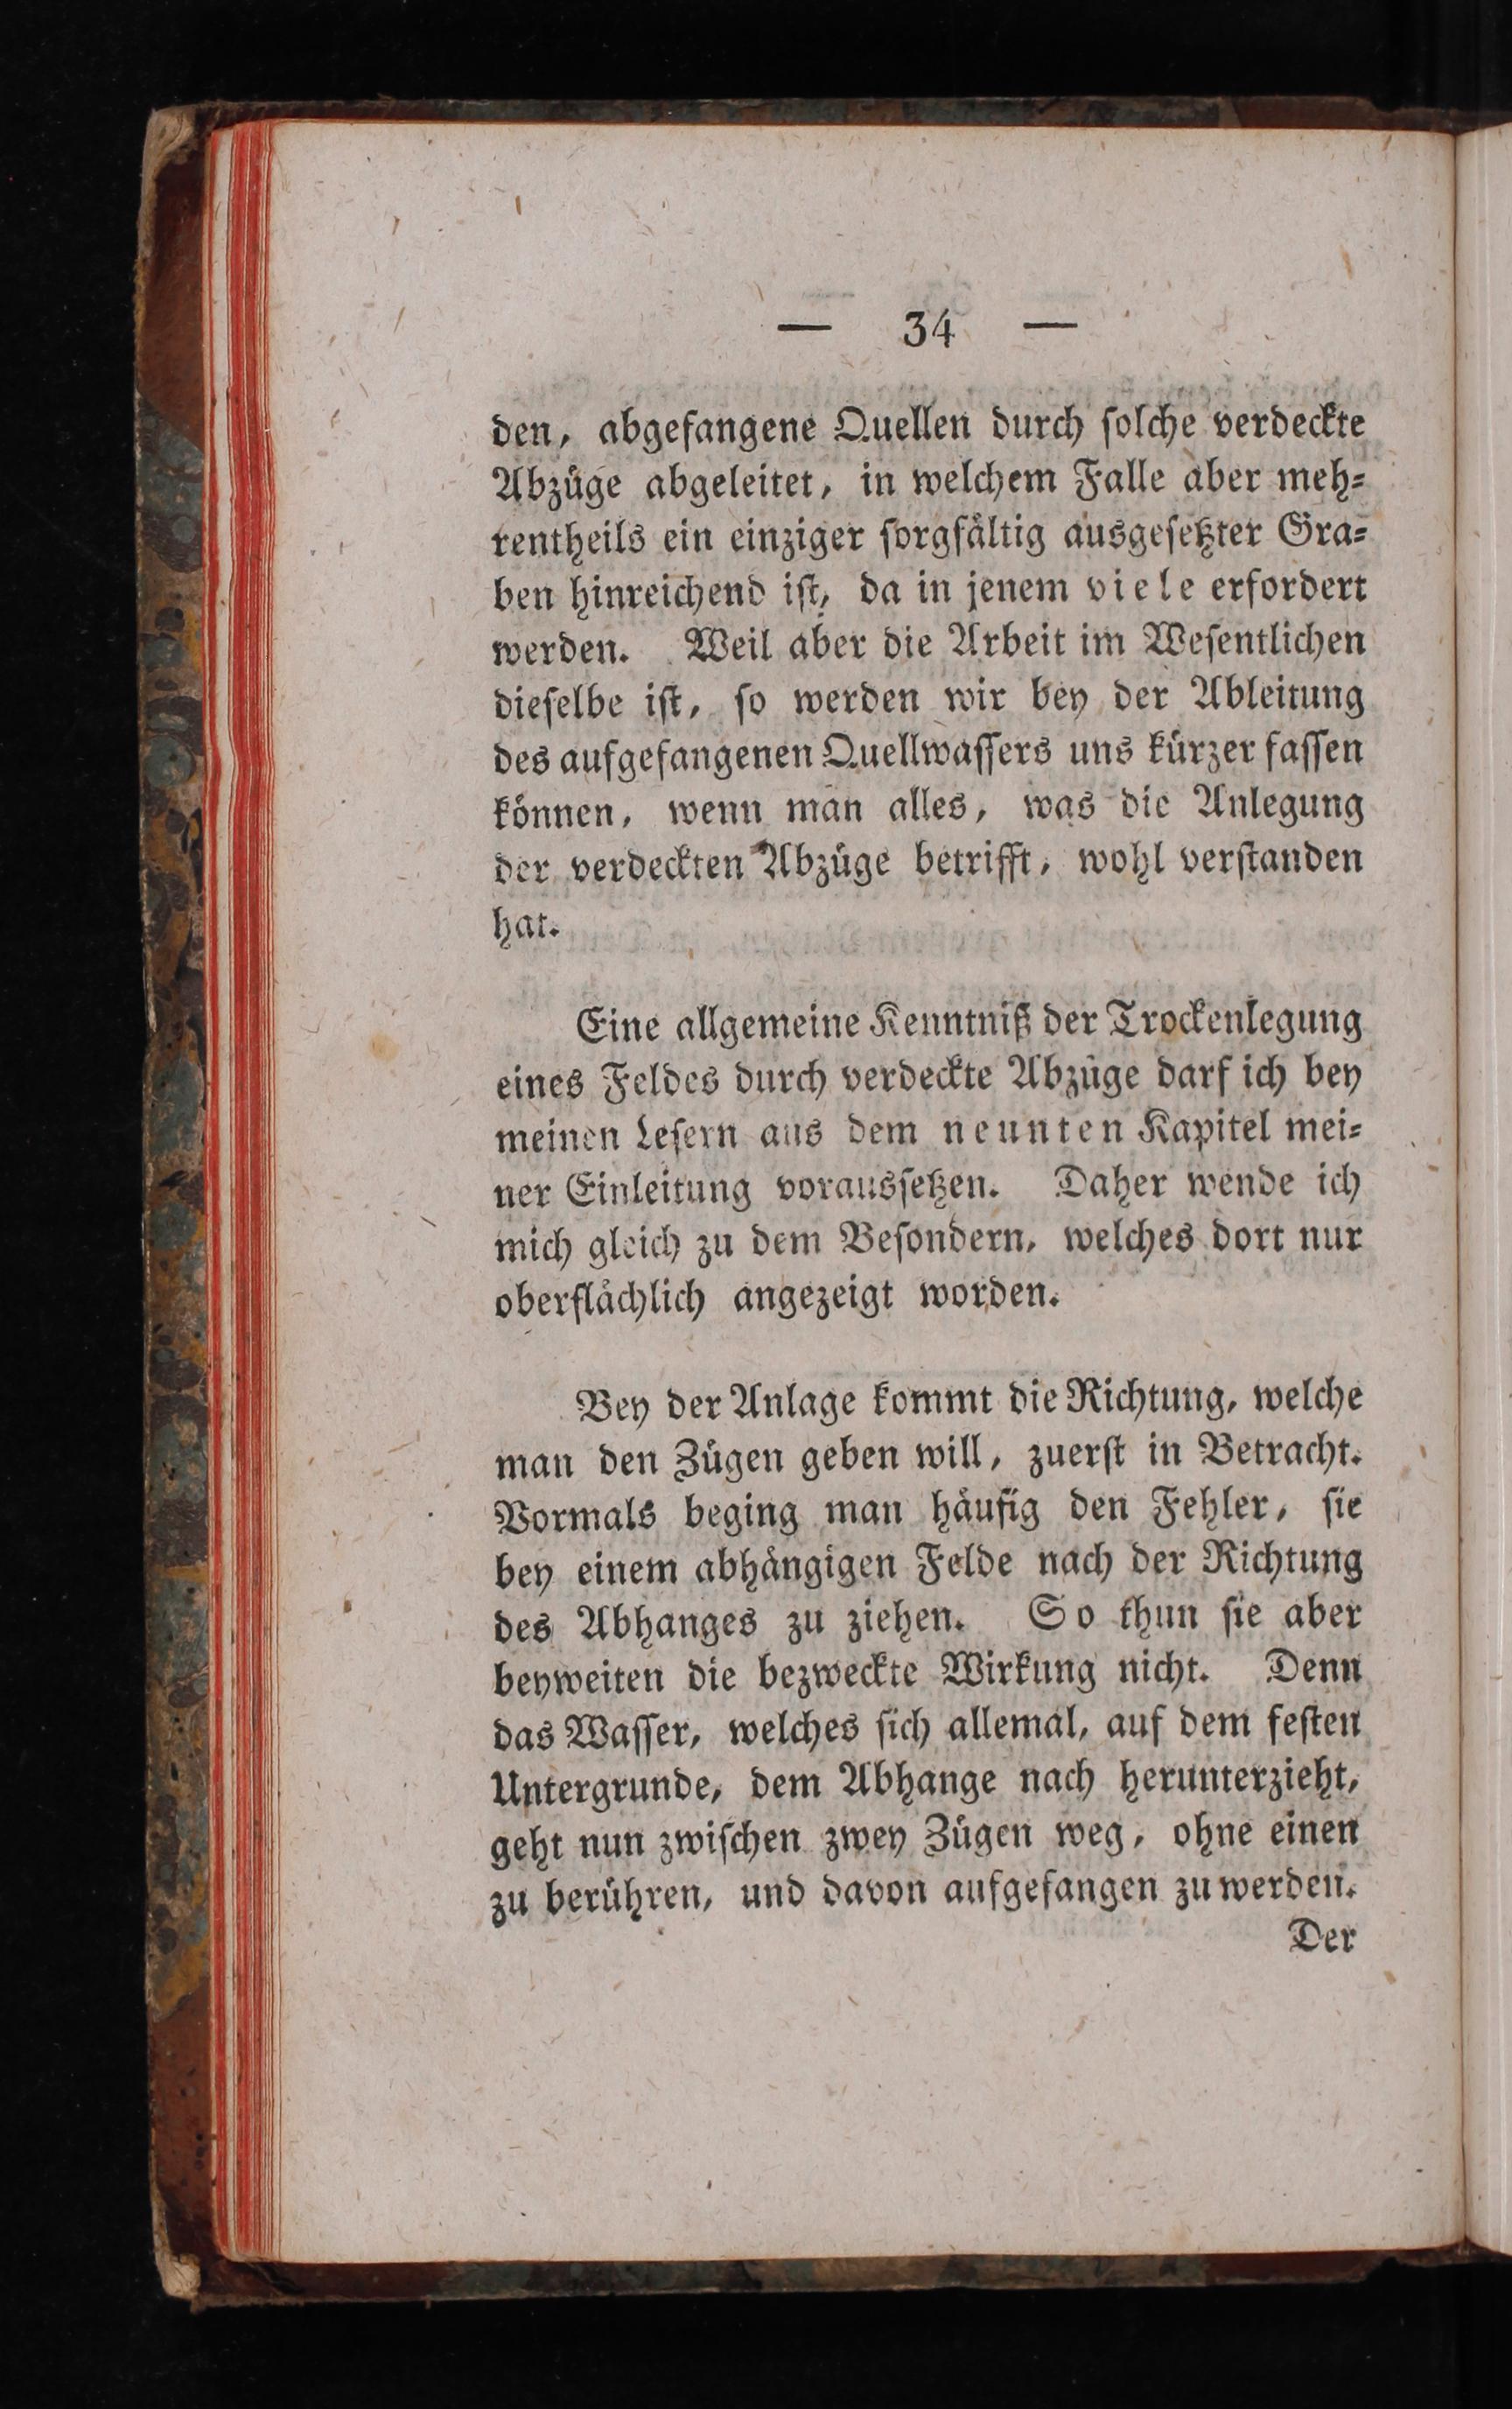 — 34 —
den, abgefangene Quellen durch ſolche verdeckte
Abzüge abgeleitet, in welchem Falle aber meh⸗
rentheils ein einziger ſorgfältig ausgeſetzter Gra⸗
ben hinreichend iſt, da in jenem viele erfordert
werden. Weil aber die Arbeit im Weſentlichen
dieſelbe iſt, ſo werden wir bey der Ableitung
des aufgefangenen Quellwaſſers uns kürzer faſſen
können, wenn man alles, was die Anlegung
der verdeckten Abzüge betrifft, wohl verſtanden
hat.
Eine allgemeine Kenntniß der Trockenlegung
eines Feldes durch verdeckte Abzüge darf ich bey
meinen Leſern aus dem neunten Kapitel mei⸗
ner Einleitung vorausſetzen. Daher wende ich
mich gleich zu dem Beſondern, welches dort nur
oberflächlich angezeigt worden.
Bey der Anlage kommt die Richtung, welche
man den Zügen geben will, zuerſt in Betracht.
Vormals beging man häufig den Fehler, ſie
bey einem abhängigen Felde nach der Richtung
des Abhanges zu ziehen. So thun ſie aber
beyweiten die bezweckte Wirkung nicht. Denn
das Waſſer, welches ſich allemal, auf dem feſten
Untergrunde, dem Abhange nach herunterzieht,
geht nun zwiſchen zwey Zügen weg, ohne einen
zu berühren, und davon aufgefangen zu werden.
Der